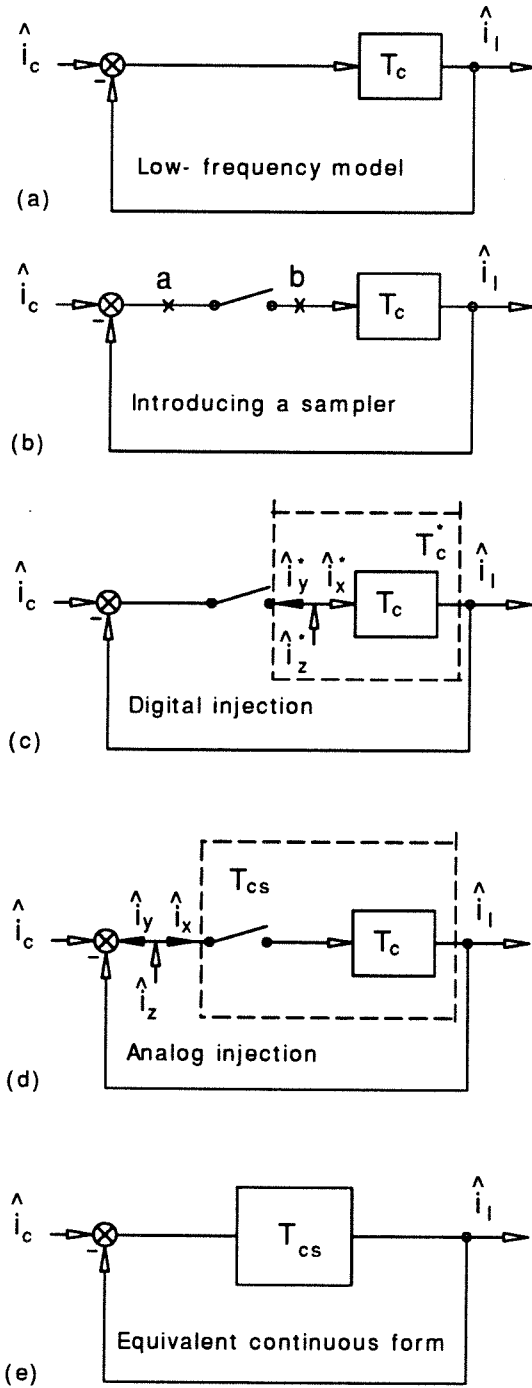 î_c T_c î_l
Low- frequency model
(a)
î_c a b T_c î_l
Introducing a sampler
(b)
T_c^* î_l
î_c î_y^* î_x^* T_c
î_z^*
Digital injection
(c)
T_cs
î_c î_y î_x T_c î_l
î_z
Analog injection
(d)
î_c T_cs î_l
Equivalent continuous form
(e)